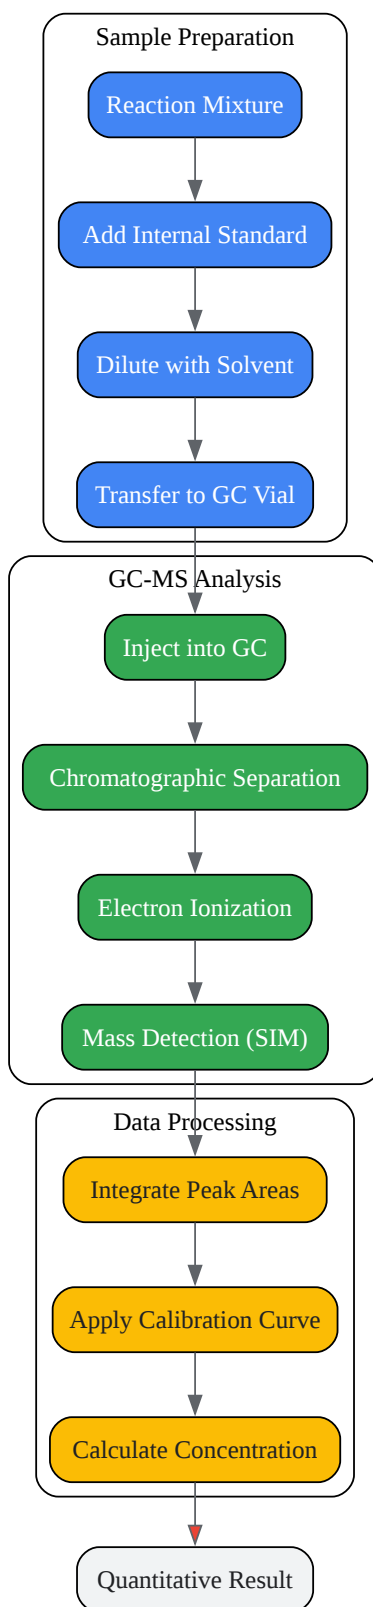 Sample Preparation
Reaction Mixture
Add Internal Standard
Dilute with Solvent
Transfer to GC Vial
GC-MS Analysis
Inject into GC
Chromatographic Separation
Electron Ionization
Mass Detection (SIM)
Data Processing
Integrate Peak Areas
Apply Calibration Curve
Calculate Concentration
Quantitative Result